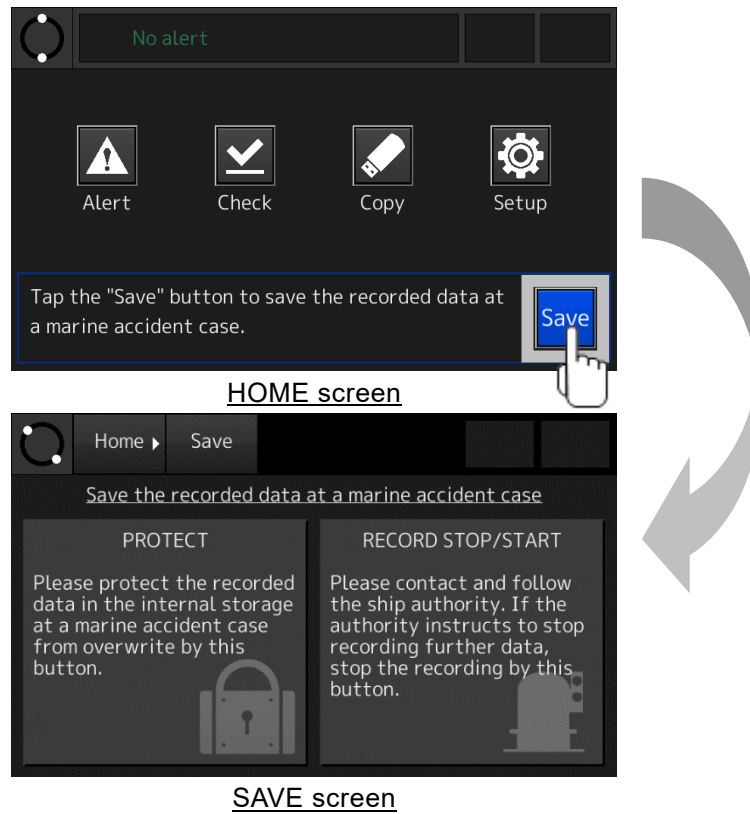 No alert
Alert Check Copy Setup
Tap the "Save" button to save the recorded data at
a marine accident case.
Save
HOME screen
Home Save
Save the recorded data at a marine accident case
PROTECT
Please protect the recorded
data in the internal storage
at a marine accident case
from overwrite by this
button.
RECORD STOP/START
Please contact and follow
the ship authority. If the
authority instructs to stop
recording further data,
stop the recording by this
button.
SAVE screen